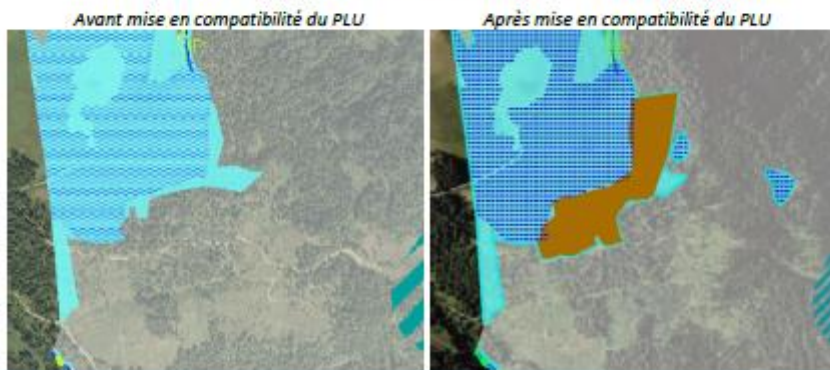 Avant mise en compatibilité du PLU
Après mise en compatibilité du PLU